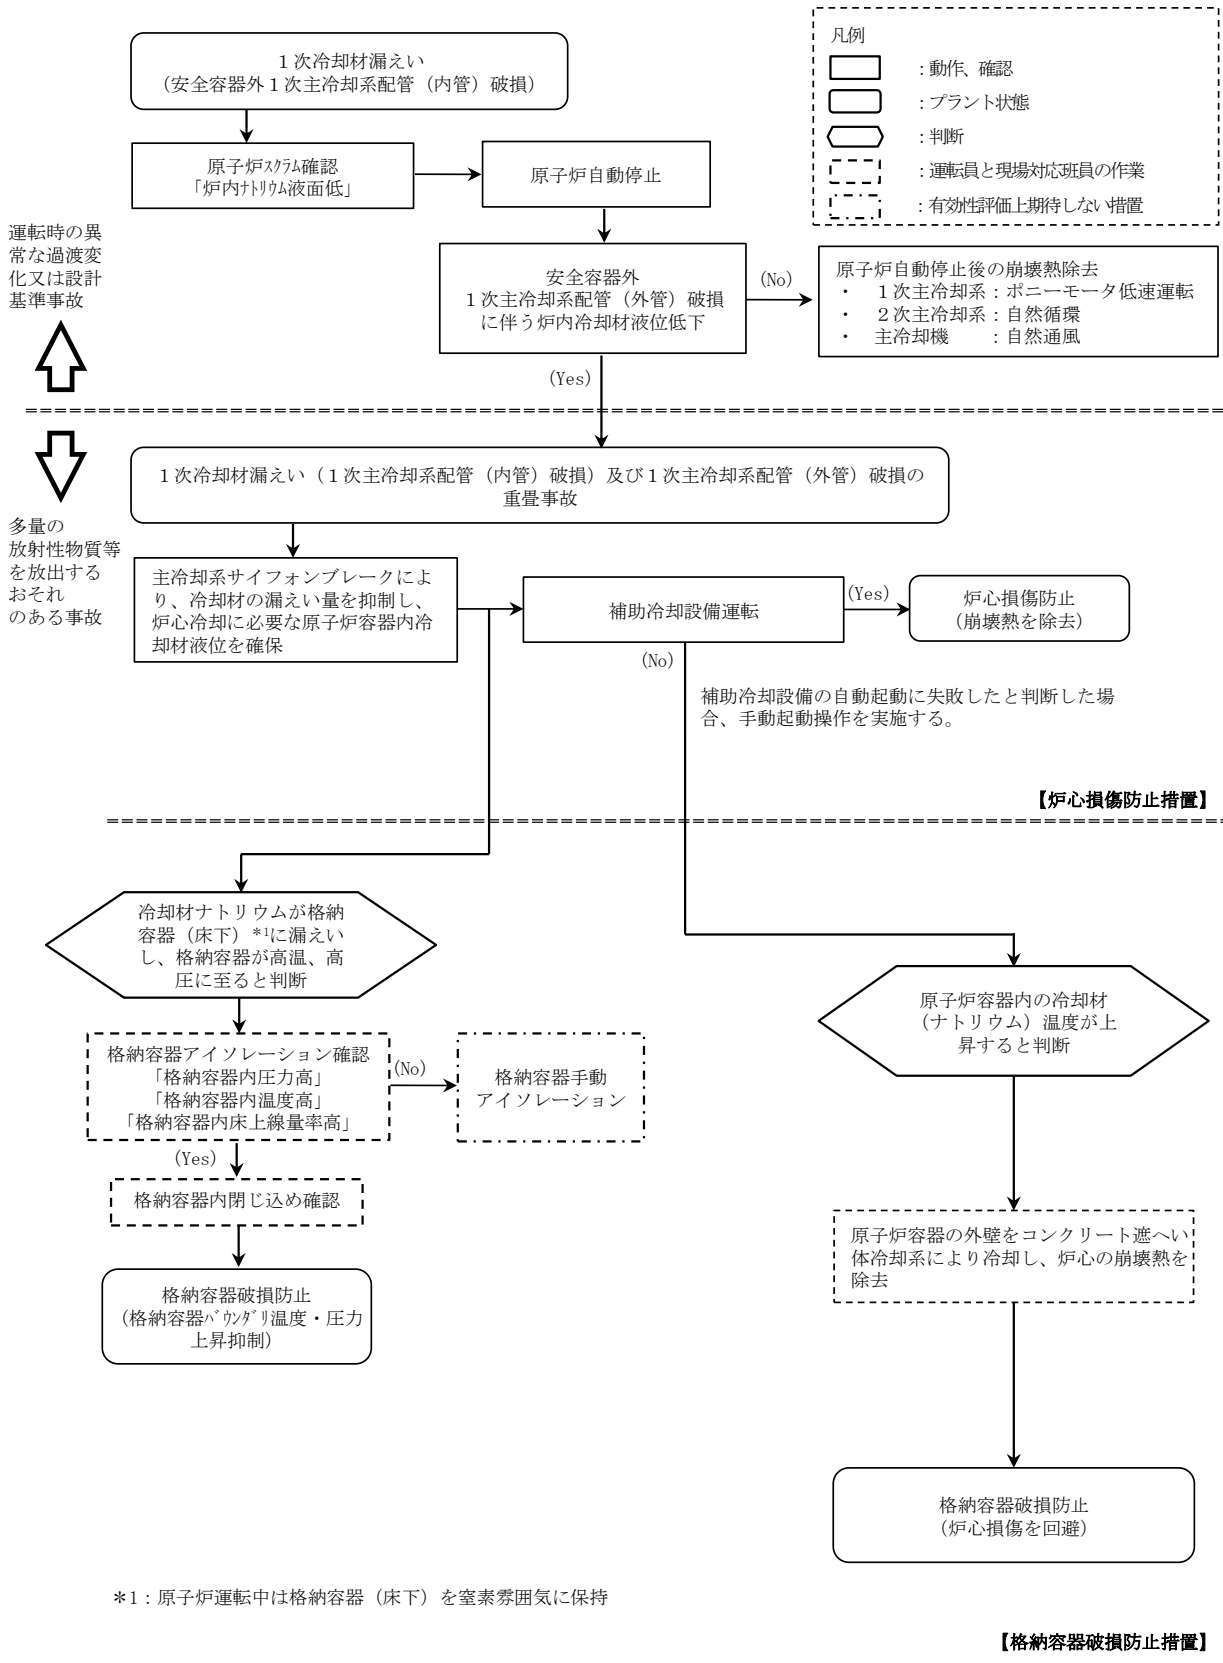 凡例
：動作、確認
：プラント状態
：判断
：運転員と現場対応班員の作業
：有効性評価上期待しない措置
１次冷却材漏えい
（安全容器外１次主冷却系配管（内管）破損）
原子炉ｽｸﾗﾑ確認
「炉内ﾅﾄﾘｳﾑ液面低」
原子炉自動停止
運転時の異
常な過渡変
化又は設計
基準事故
安全容器外
１次主冷却系配管（外管）破損
に伴う炉内冷却材液位低下
(No)
原子炉自動停止後の崩壊熱除去
・　１次主冷却系：ポニーモータ低速運転
・　２次主冷却系：自然循環
・　主冷却機　　：自然通風
(Yes)
多量の
放射性物質等
を放出する
おそれ
のある事故
１次冷却材漏えい（１次主冷却系配管（内管）破損）及び１次主冷却系配管（外管）破損の
重畳事故
主冷却系サイフォンブレークによ
り、冷却材の漏えい量を抑制し、
炉心冷却に必要な原子炉容器内冷
却材液位を確保
補助冷却設備運転
(Yes)
炉心損傷防止
（崩壊熱を除去）
(No)
補助冷却設備の自動起動に失敗したと判断した場
合、手動起動操作を実施する。
【炉心損傷防止措置】
冷却材ナトリウムが格納
容器（床下）*1に漏えい
し、格納容器が高温、高
圧に至ると判断
原子炉容器内の冷却材
（ナトリウム）温度が上
昇すると判断
格納容器アイソレーション確認
「格納容器内圧力高」
「格納容器内温度高」
「格納容器内床上線量率高」
(No)
格納容器手動
アイソレーション
(Yes)
格納容器内閉じ込め確認
原子炉容器の外壁をコンクリート遮へい
体冷却系により冷却し、炉心の崩壊熱を
除去
格納容器破損防止
（格納容器ﾊﾞｳﾝﾀﾞﾘ温度・圧力
上昇抑制）
格納容器破損防止
（炉心損傷を回避）
＊1：原子炉運転中は格納容器（床下）を窒素雰囲気に保持
【格納容器破損防止措置】